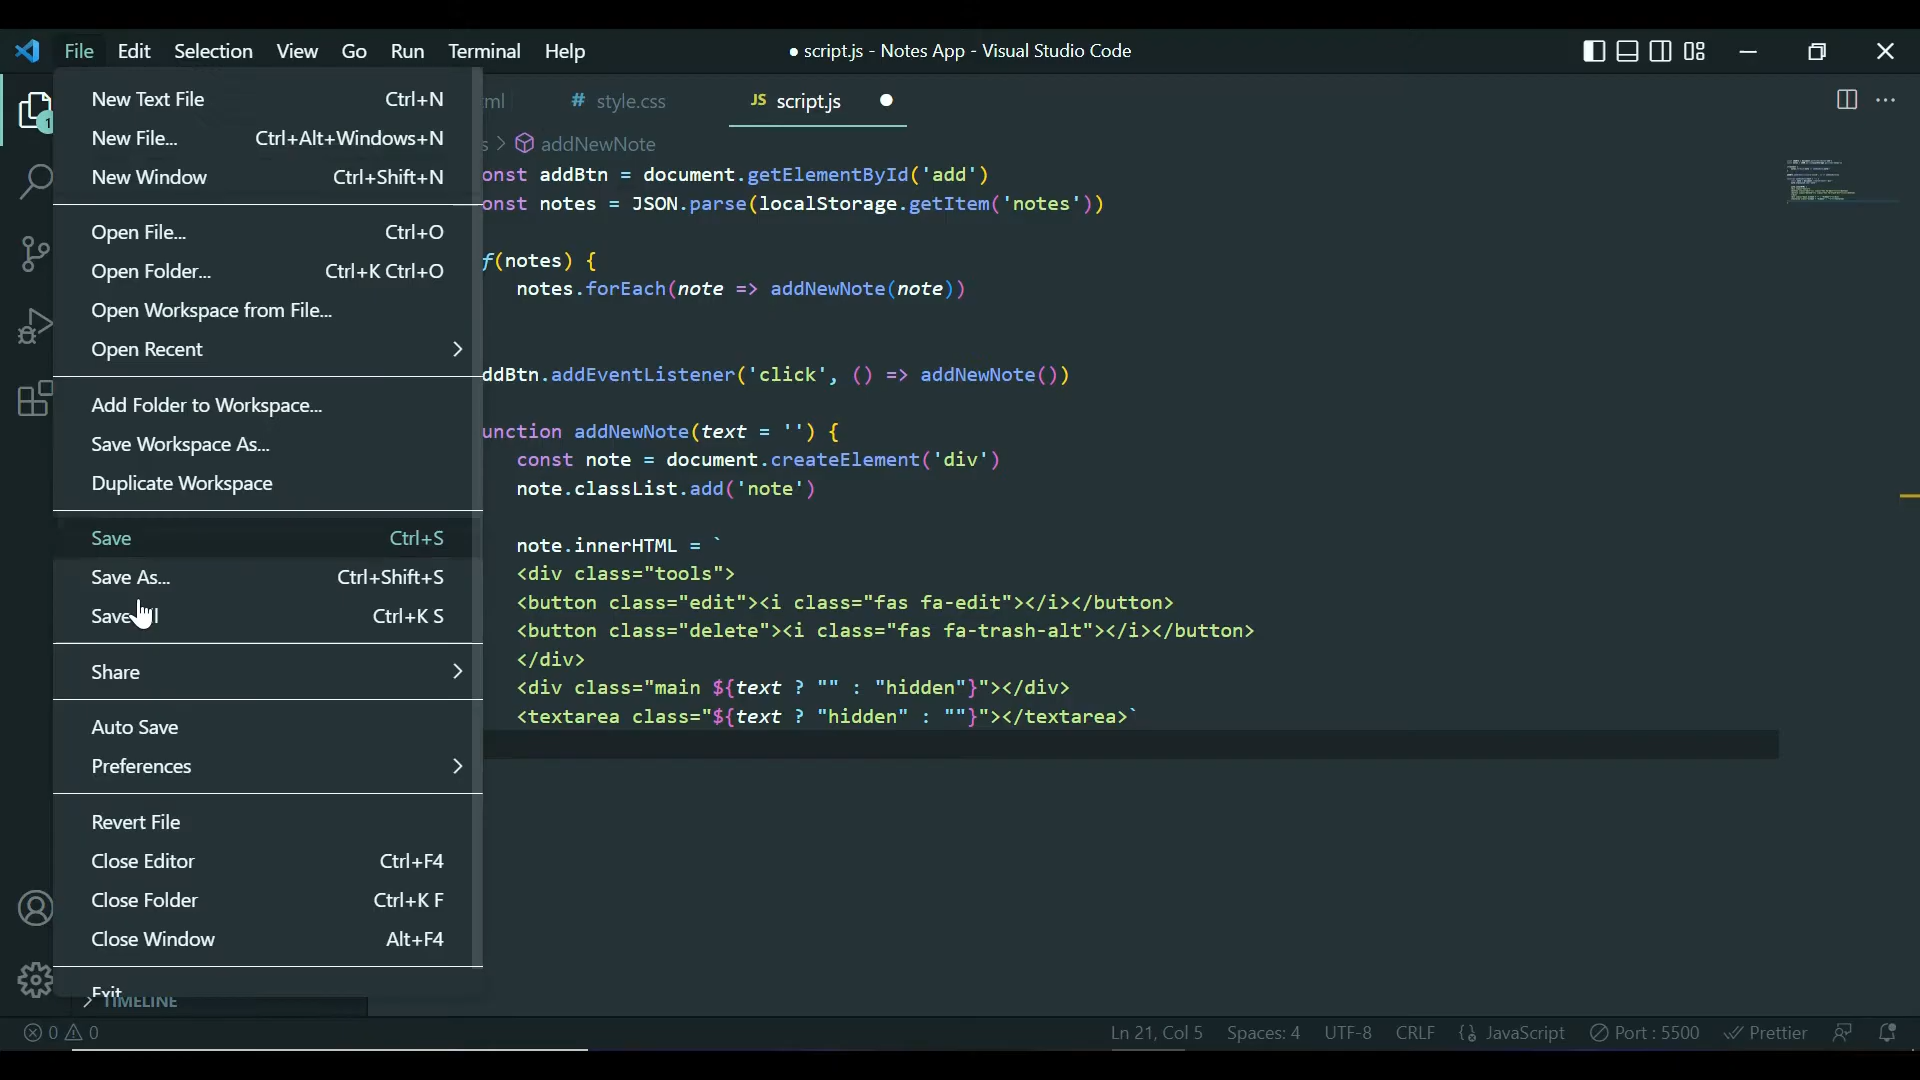 File Edit Selection View Go Run Terminal Help
● script.js - Notes App - Visual Studio Code
New Text File Ctrl+N
New File... Ctrl+Alt+Windows+N
New Window Ctrl+Shift+N
Open File... Ctrl+O
Open Folder... Ctrl+K Ctrl+O
Open Workspace from File...
Open Recent
Add Folder to Workspace...
Save Workspace As...
Duplicate Workspace
Save Ctrl+S
Save As... Ctrl+Shift+S
Save Ctrl+K S
Share
Auto Save
Preferences
Revert File
Close Editor Ctrl+F4
Close Folder Ctrl+K F
Close Window Alt+F4
Exit
TIMELINE
1
ml # style.css JS script.js ●
s > addNewNote
onst addBtn = document.getElementById('add')
onst notes = JSON.parse(localStorage.getItem('notes'))
f(notes) {
notes.forEach(note => addNewNote(note))
ddBtn.addEventListener('click', () => addNewNote())
unction addNewNote(text = '') {
const note = document.createElement('div')
note.classList.add('note')
note.innerHTML = `
<div class="tools">
<button class="edit"><i class="fas fa-edit"></i></button>
<button class="delete"><i class="fas fa-trash-alt"></i></button>
</div>
<div class="main ${text ? "" : "hidden"}"></div>
<textarea class="${text ? "hidden" : ""}"></textarea>`
0 0 Ln 21, Col 5 Spaces: 4 UTF-8 CRLF JavaScript Port : 5500 Prettier